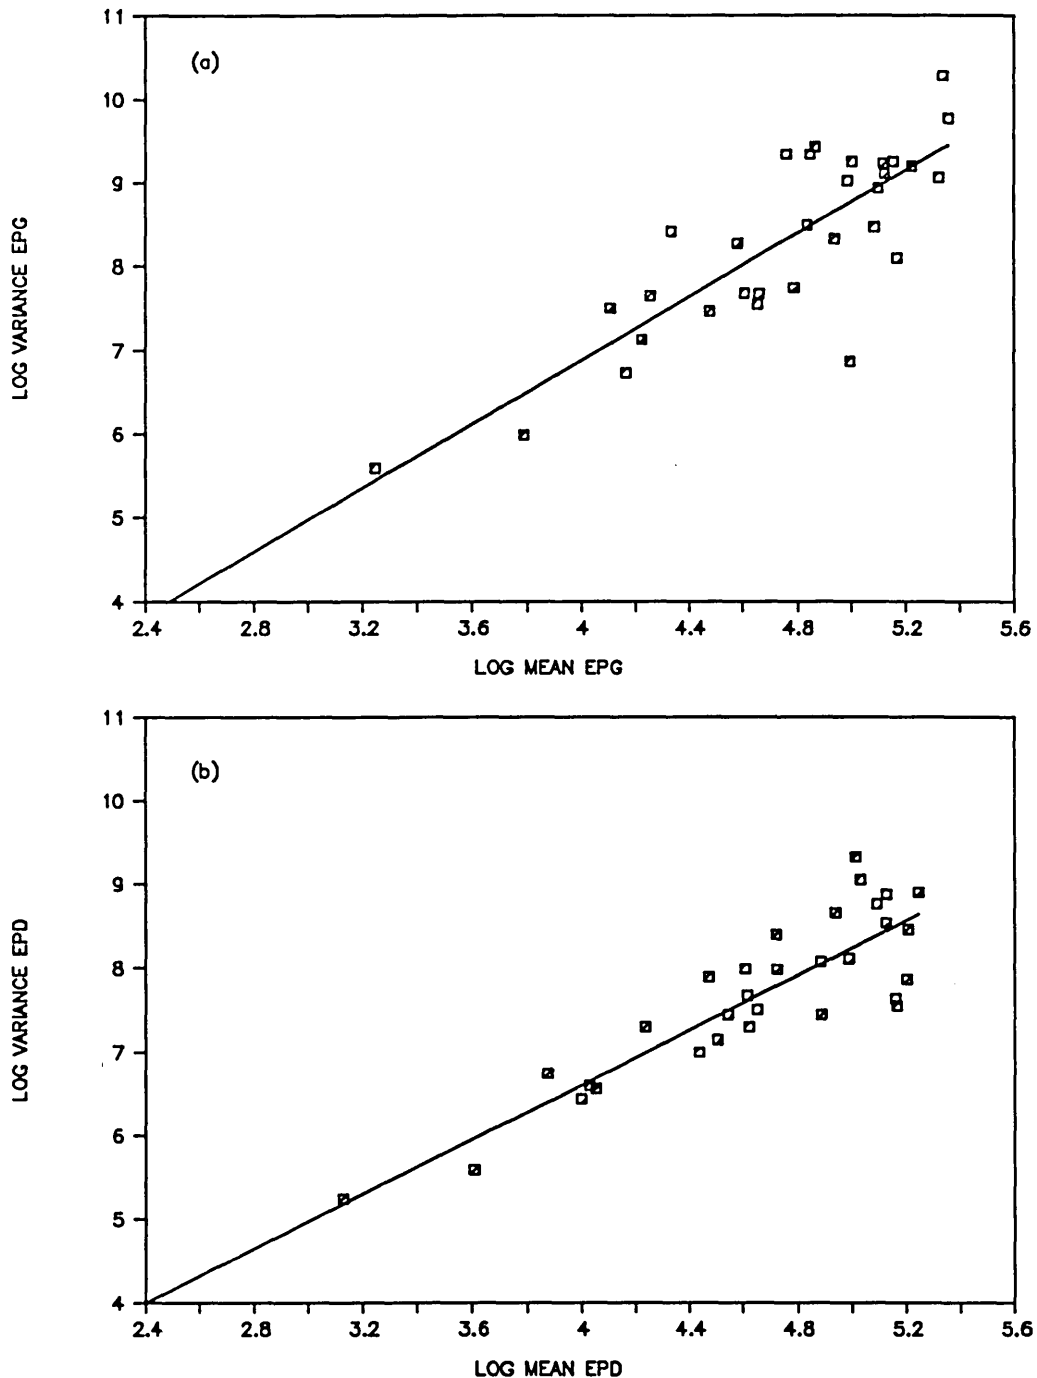 11
(a)
10
9
8
7
6
5
4
LOG VARIANCE EPG
2.4 2.8 3.2 3.6 4 4.4 4.8 5.2 5.6
LOG MEAN EPG
11
(b)
10
9
8
7
6
5
4
LOG VARIANCE EPD
2.4 2.8 3.2 3.6 4 4.4 4.8 5.2 5.6
LOG MEAN EPD